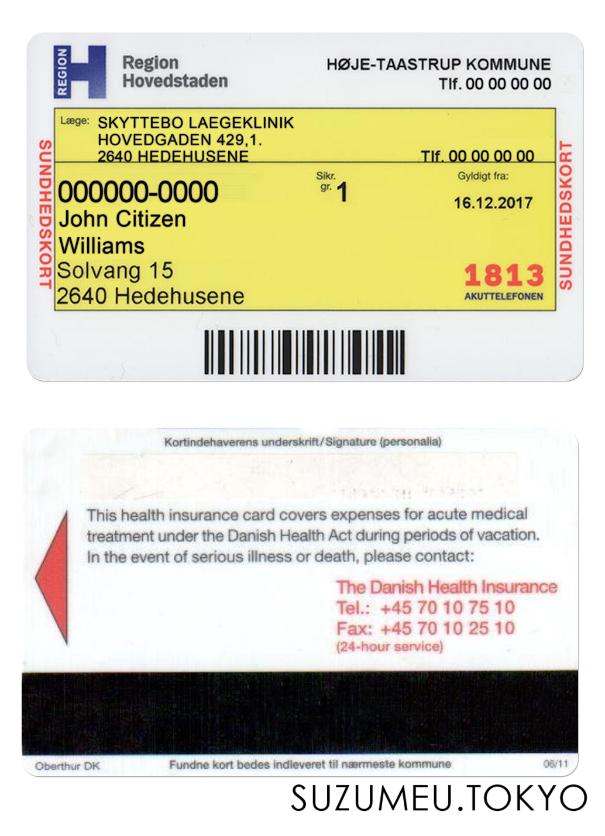 REGION
H
Region
Hovedstaden
HØJE-TAASTRUP KOMMUNE
Tlf. 00 00 00 00
Læge: SKYTTEBO LAEGEKLINIK
HOVEDGADEN 429,1.
2640 HEDEHUSENE
Tlf. 00 00 00 00
SUNDHEDSKORT
000000-0000
Sikr.
gr. 1
Gyldigt fra:
16.12.2017
John Citizen
Williams
Solvang 15
2640 Hedehusene
1813
AKUTTELEFONEN
SUNDHEDSKORT
Kortindehaverens underskrift/Signature (personalia)
This health insurance card covers expenses for acute medical
treatment under the Danish Health Act during periods of vacation.
In the event of serious illness or death, please contact:
The Danish Health Insurance
Tel.: +45 70 10 75 10
Fax: +45 70 10 25 10
(24-hour service)
Oberthur DK
Fundne kort bedes indleveret til nærmeste kommune
06/11
SUZUMEU.TOKYO